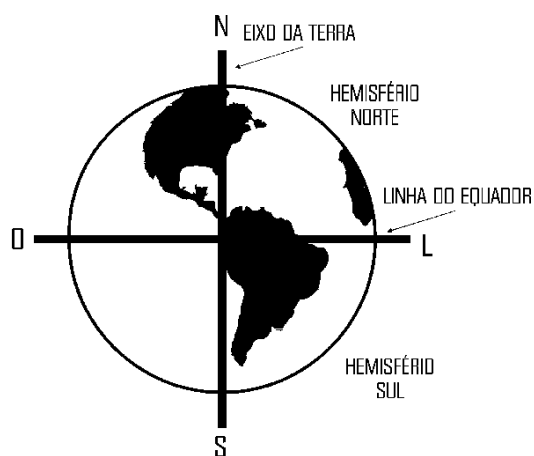 N
EIXO DA TERRA
HEMISFÉRIO
NORTE
LINHA DO EQUADOR
O
L
HEMISFÉRIO
SUL
S